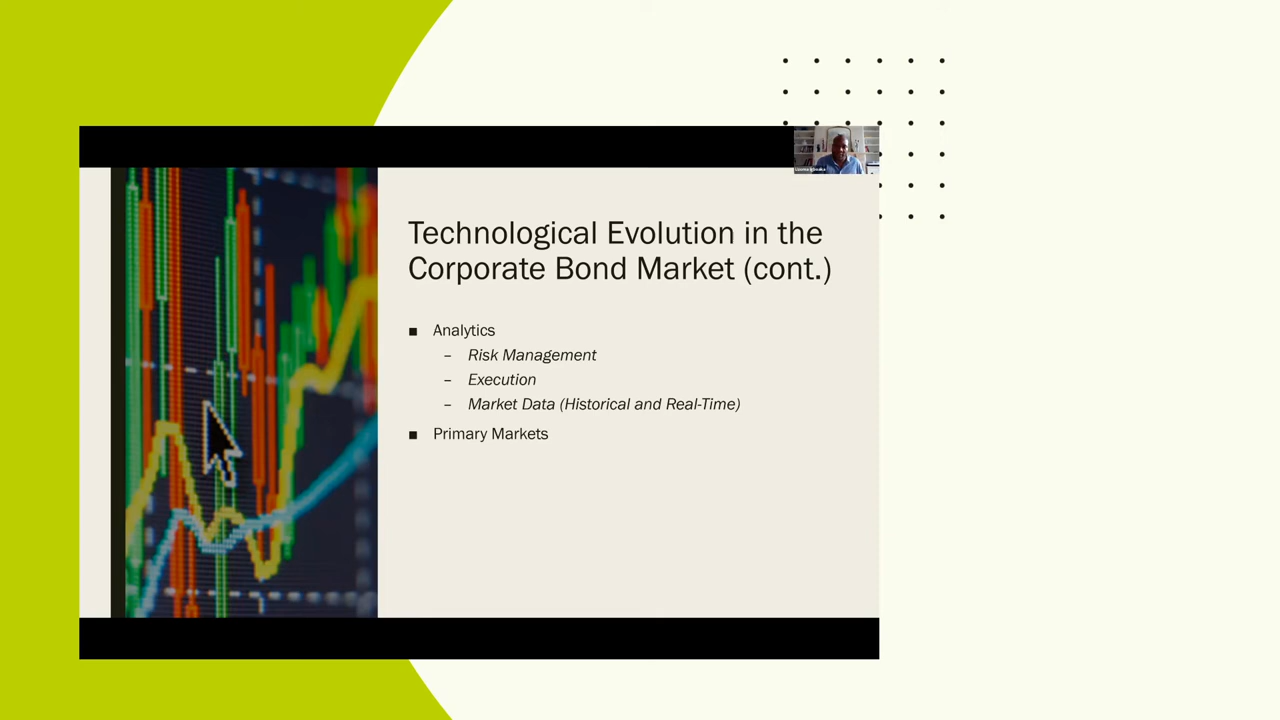 Technological Evolution in the
Corporate Bond Market (cont.)
■ Analytics
– Risk Management
– Execution
– Market Data (Historical and Real-Time)
■ Primary Markets